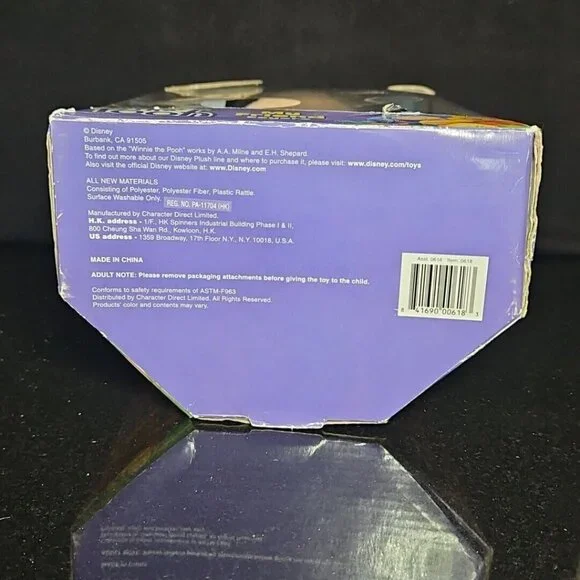 © Disney
Burbank, CA 91505
Based on the "Winnie the Pooh" works by A.A. Milne and E.H. Shepard.
To find out more about our Disney Plush line and where to purchase it, please visit: www.disney.com/toys
Also visit the official Disney website at: www.Disney.com
ALL NEW MATERIALS
Consisting of Polyester, Polyester Fiber, Plastic Rattle.
Surface Washable Only. REG. NO. PA-11704 (HK)
Manufactured by Character Direct Limited.
H.K. address - 1/F., HK Spinners Industrial Building Phase I & II,
800 Cheung Sha Wan Rd., Kowloon, H.K.
US address - 1359 Broadway, 17th Floor N.Y., N.Y. 10018, U.S.A.
MADE IN CHINA
ADULT NOTE: Please remove packaging attachments before giving the toy to the child.
Conforms to safety requirements of ASTM-F963
Distributed by Character Direct Limited. All Rights Reserved.
Products' color and contents may vary.
Asst. 0618 Item. 0618
8 41690 00618 3